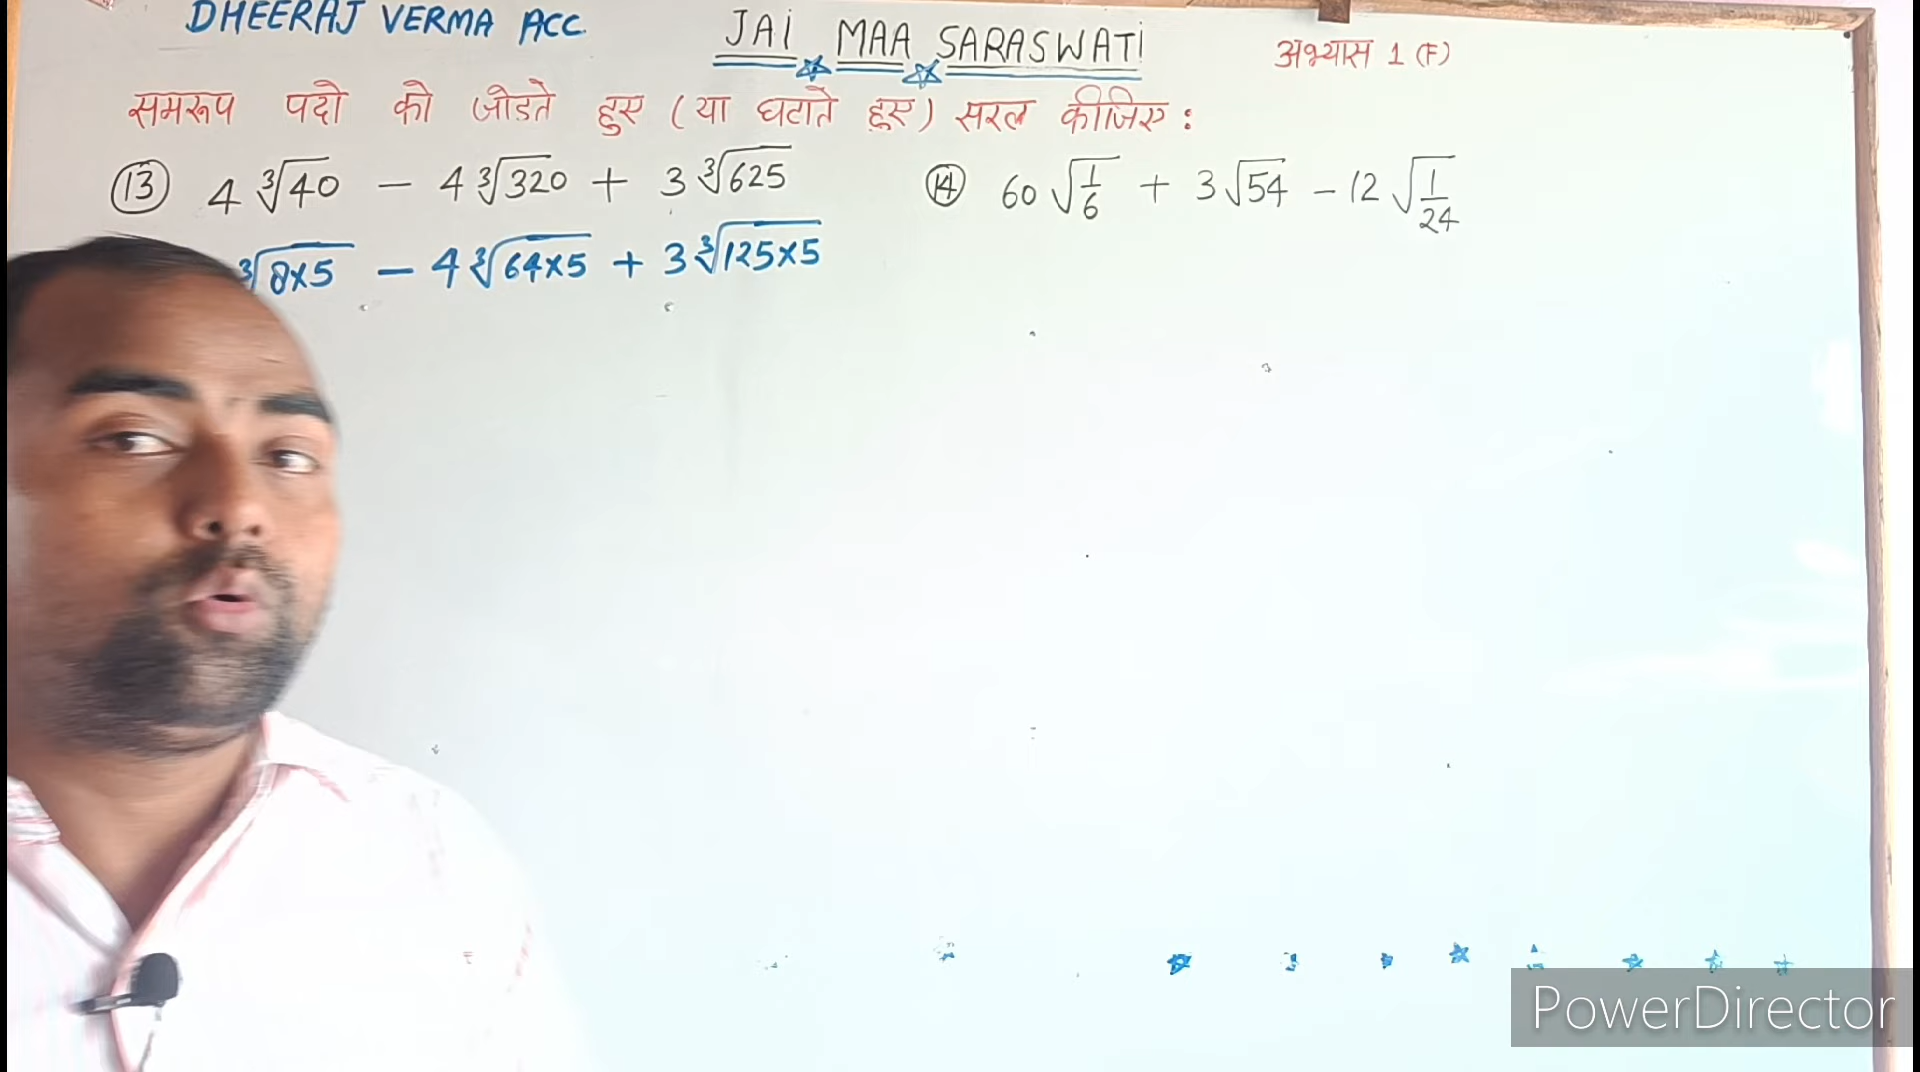 DHEERAJ VERMA ACC.
JAI MAA SARASWATI
अभ्यास 1 (F)
समरूप पदो को जोडते हुए (या घटाते हुए) सरल कीजिए :
(13) 4 ∛40 - 4 ∛320 + 3 ∛625
(14) 60 √1/6 + 3 √54 - 12 √1/24
∛8×5 - 4 ∛64×5 + 3 ∛125×5
PowerDirector